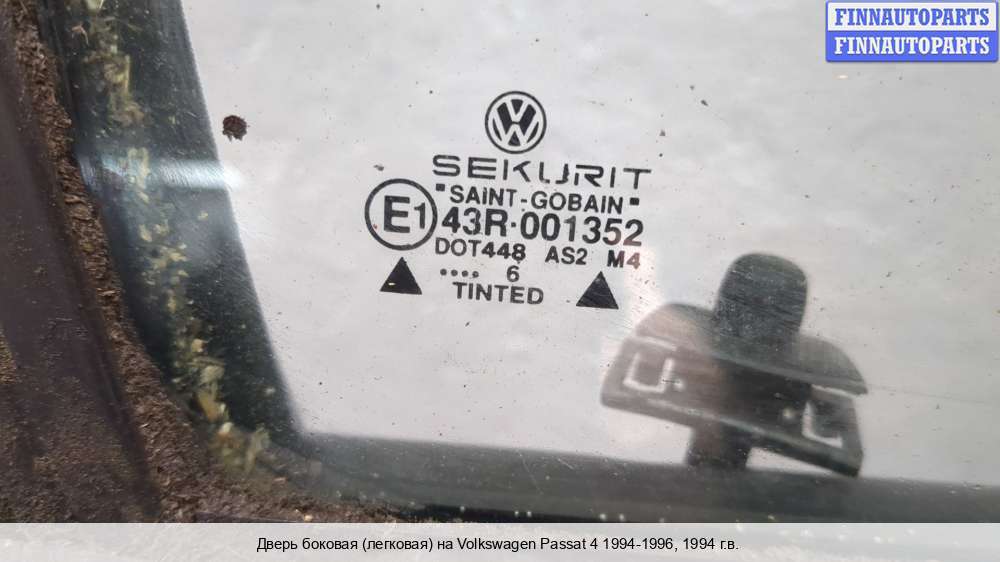 FINNAUTOPARTS
FINNAUTOPARTS
SEKURIT
"SAINT-GOBAIN"
E1 43R-001352
DOT448 AS2 M4
.... 6
TINTED
Дверь боковая (легковая) на Volkswagen Passat 4 1994-1996, 1994 г.в.